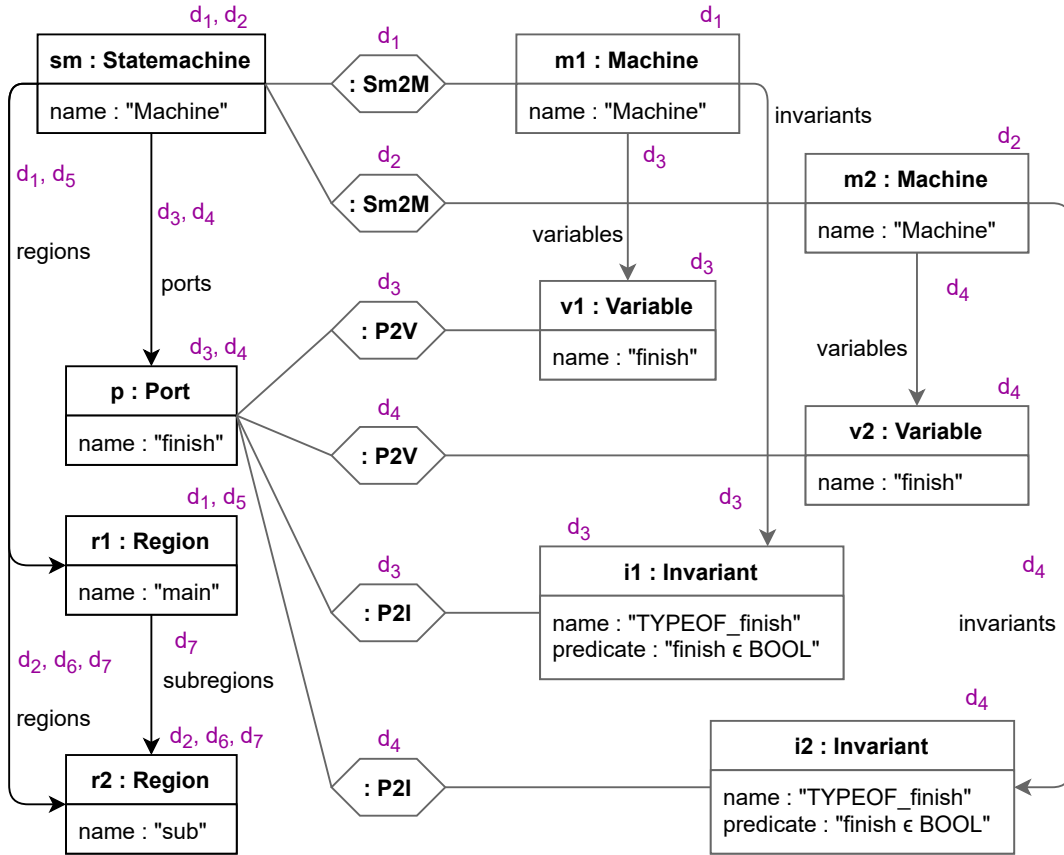 d1, d2
sm : Statemachine
name : "Machine"
d1
: Sm2M
d1
m1 : Machine
name : "Machine"
invariants
d2
: Sm2M
d3
d2
m2 : Machine
name : "Machine"
d1, d5
regions
d3, d4
ports
variables
d3
v1 : Variable
name : "finish"
d3
: P2V
d4
variables
d3, d4
p : Port
name : "finish"
d4
: P2V
d4
v2 : Variable
name : "finish"
d1, d5
r1 : Region
name : "main"
d3
: P2I
d3
d3
i1 : Invariant
name : "TYPEOF_finish"
predicate : "finish ϵ BOOL"
d4
invariants
d2, d6, d7
regions
d7
subregions
d2, d6, d7
r2 : Region
name : "sub"
d4
: P2I
d4
i2 : Invariant
name : "TYPEOF_finish"
predicate : "finish ϵ BOOL"